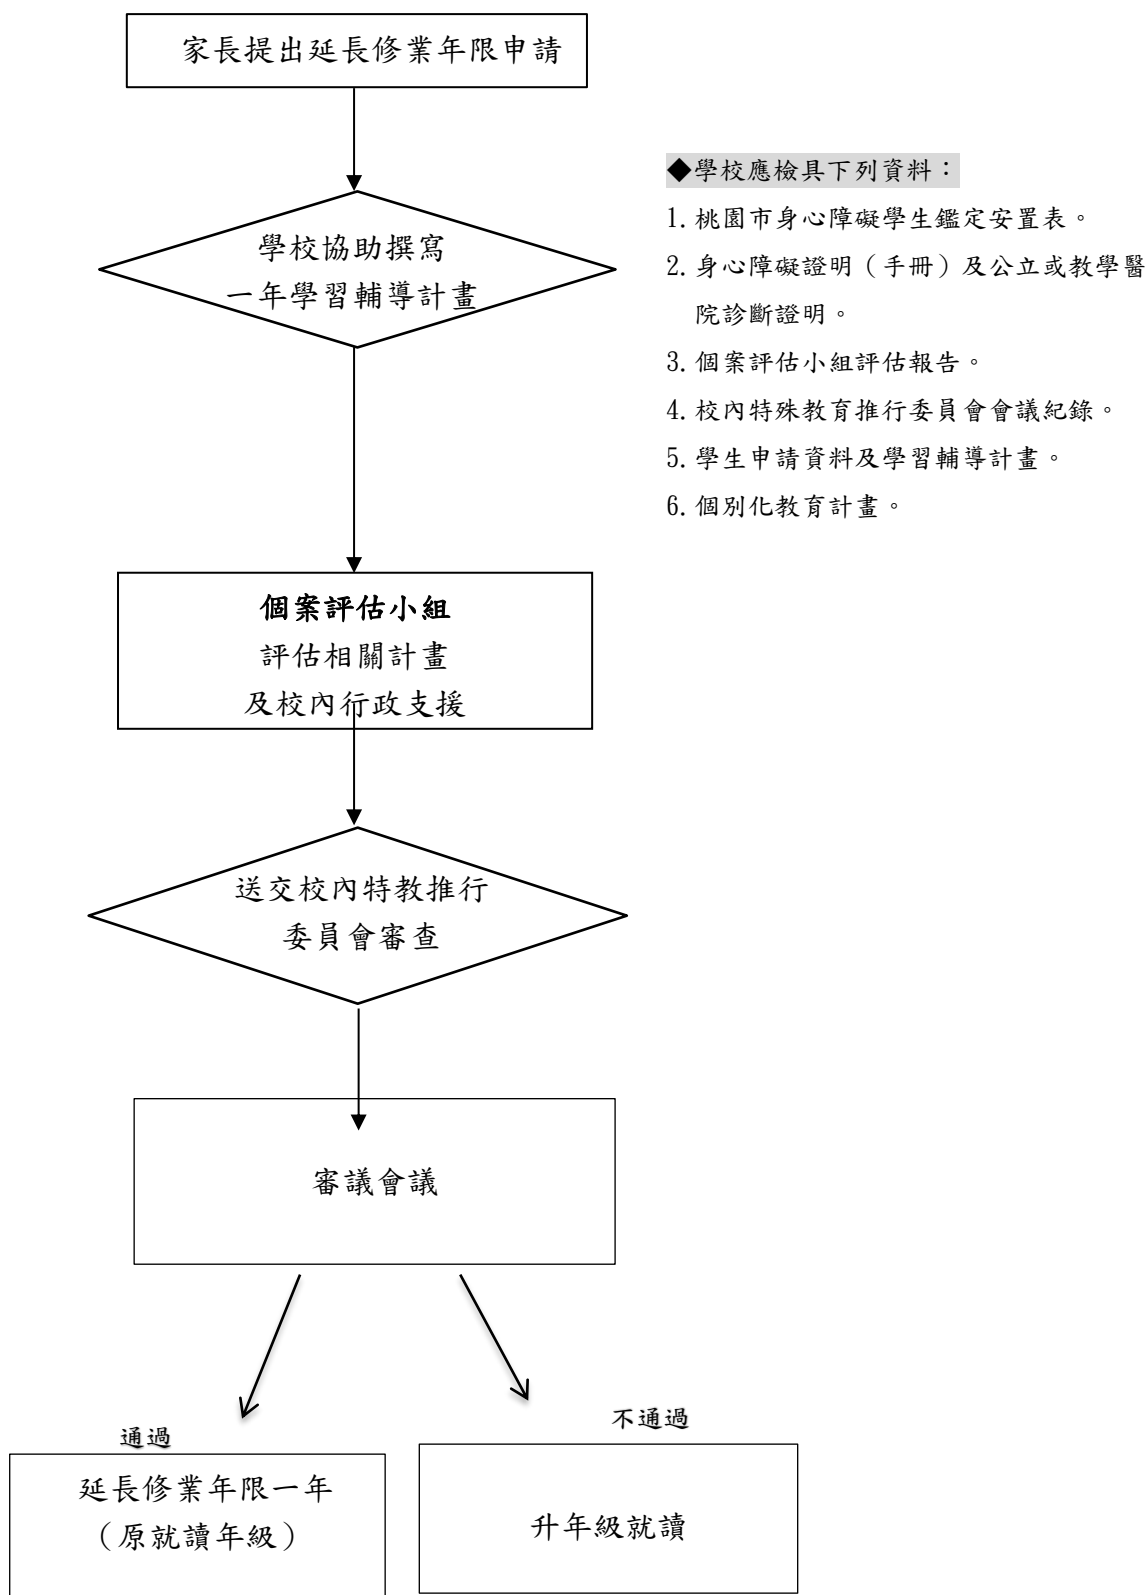 家長提出延長修業年限申請
學校協助撰寫
一年學習輔導計畫
◆學校應檢具下列資料：
1. 桃園市身心障礙學生鑑定安置表。
2. 身心障礙證明（手冊）及公立或教學醫
院診斷證明。
3. 個案評估小組評估報告。
4. 校內特殊教育推行委員會會議紀錄。
5. 學生申請資料及學習輔導計畫。
6. 個別化教育計畫。
個案評估小組
評估相關計畫
及校內行政支援
送交校內特教推行
委員會審查
審議會議
通過
不通過
延長修業年限一年
（原就讀年級）
升年級就讀